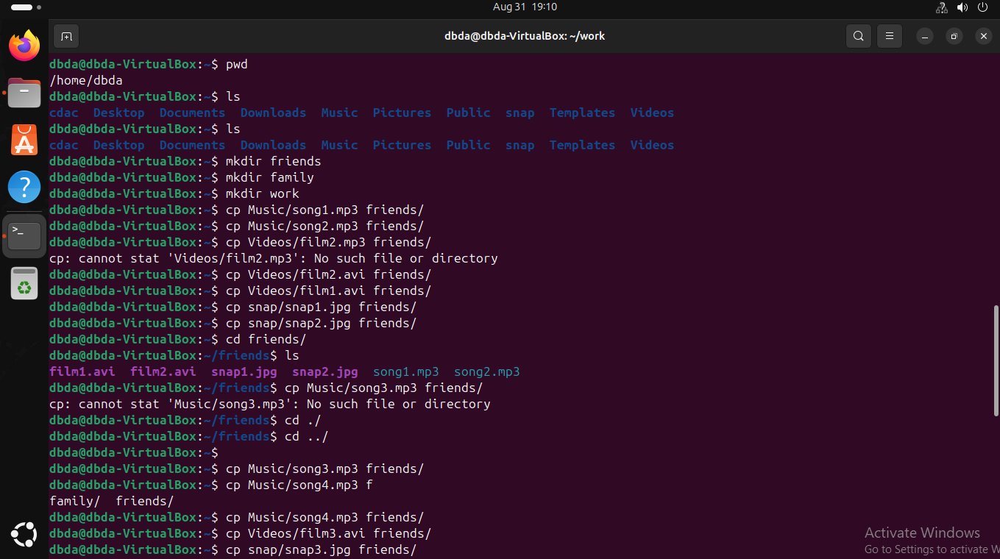 Aug 31 19:10
dbda@dbda-VirtualBox: ~/work
dbda@dbda-VirtualBox:~$ pwd
/home/dbda
dbda@dbda-VirtualBox:~$ ls
cdac Desktop Documents Downloads Music Pictures Public snap Templates Videos
dbda@dbda-VirtualBox:~$ ls
cdac Desktop Documents Downloads Music Pictures Public snap Templates Videos
dbda@dbda-VirtualBox:~$ mkdir friends
dbda@dbda-VirtualBox:~$ mkdir family
dbda@dbda-VirtualBox:~$ mkdir work
dbda@dbda-VirtualBox:~$ cp Music/song1.mp3 friends/
dbda@dbda-VirtualBox:~$ cp Music/song2.mp3 friends/
dbda@dbda-VirtualBox:~$ cp Videos/film2.mp3 friends/
cp: cannot stat 'Videos/film2.mp3': No such file or directory
dbda@dbda-VirtualBox:~$ cp Videos/film2.avi friends/
dbda@dbda-VirtualBox:~$ cp Videos/film1.avi friends/
dbda@dbda-VirtualBox:~$ cp snap/snap1.jpg friends/
dbda@dbda-VirtualBox:~$ cp snap/snap2.jpg friends/
dbda@dbda-VirtualBox:~$ cd friends/
dbda@dbda-VirtualBox:~/friends$ ls
film1.avi film2.avi snap1.jpg snap2.jpg song1.mp3 song2.mp3
dbda@dbda-VirtualBox:~/friends$ cp Music/song3.mp3 friends/
cp: cannot stat 'Music/song3.mp3': No such file or directory
dbda@dbda-VirtualBox:~/friends$ cd ./
dbda@dbda-VirtualBox:~/friends$ cd ../
dbda@dbda-VirtualBox:~$
dbda@dbda-VirtualBox:~$ cp Music/song3.mp3 friends/
dbda@dbda-VirtualBox:~$ cp Music/song4.mp3 f
family/ friends/
dbda@dbda-VirtualBox:~$ cp Music/song4.mp3 friends/
dbda@dbda-VirtualBox:~$ cp Videos/film3.avi friends/
dbda@dbda-VirtualBox:~$ cp snap/snap3.jpg friends/
Activate Windows
Go to Settings to activate W